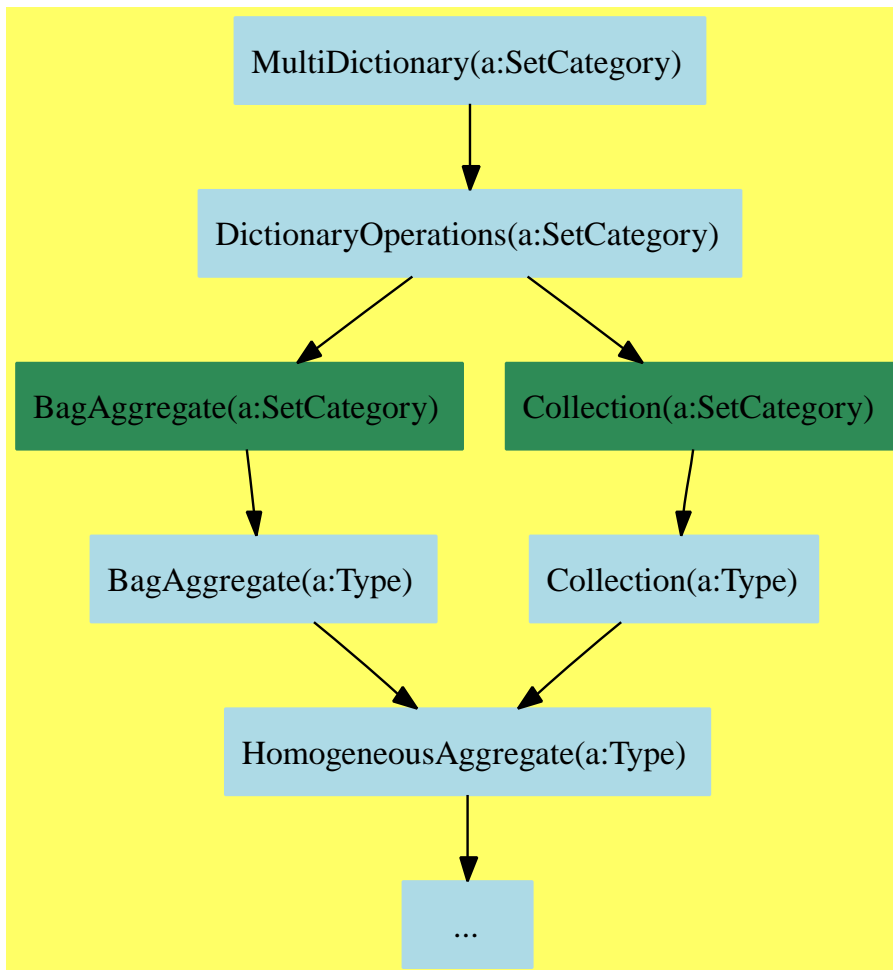 MultiDictionary(a:SetCategory)
DictionaryOperations(a:SetCategory)
BagAggregate(a:SetCategory)
Collection(a:SetCategory)
BagAggregate(a:Type)
Collection(a:Type)
HomogeneousAggregate(a:Type)
...